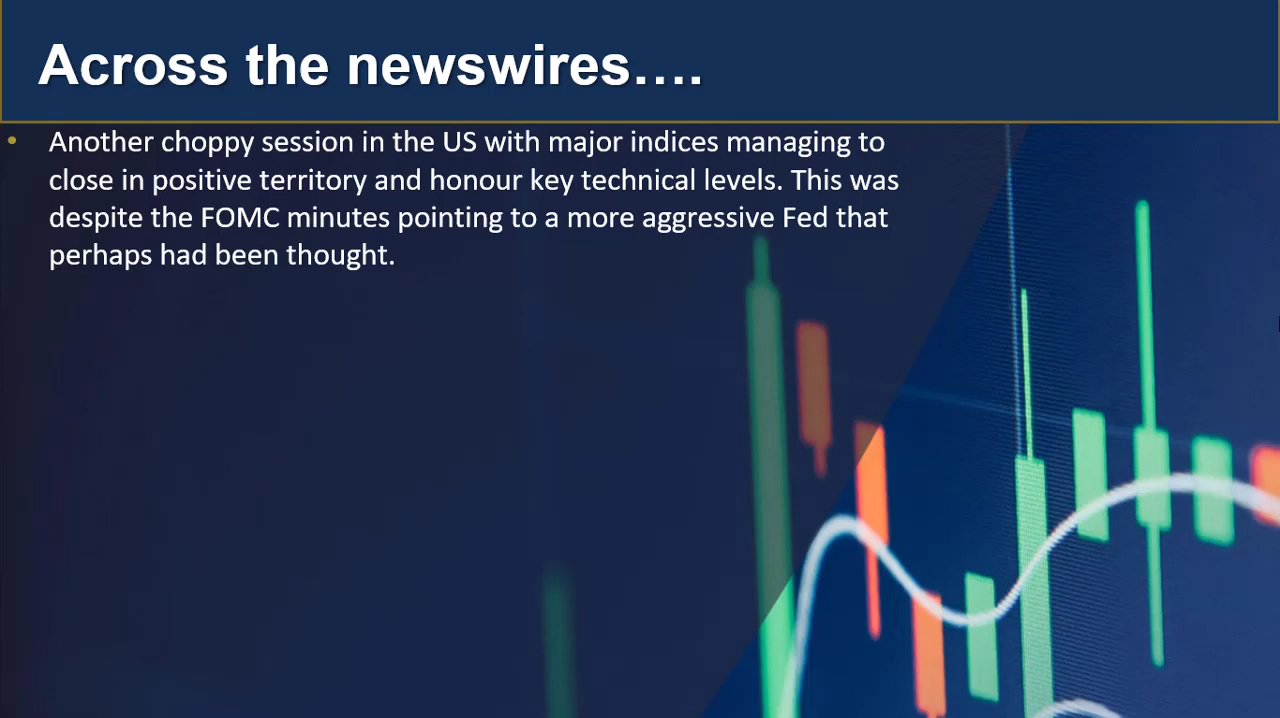 Across the newswires….
• Another choppy session in the US with major indices managing to
close in positive territory and honour key technical levels. This was
despite the FOMC minutes pointing to a more aggressive Fed that
perhaps had been thought.